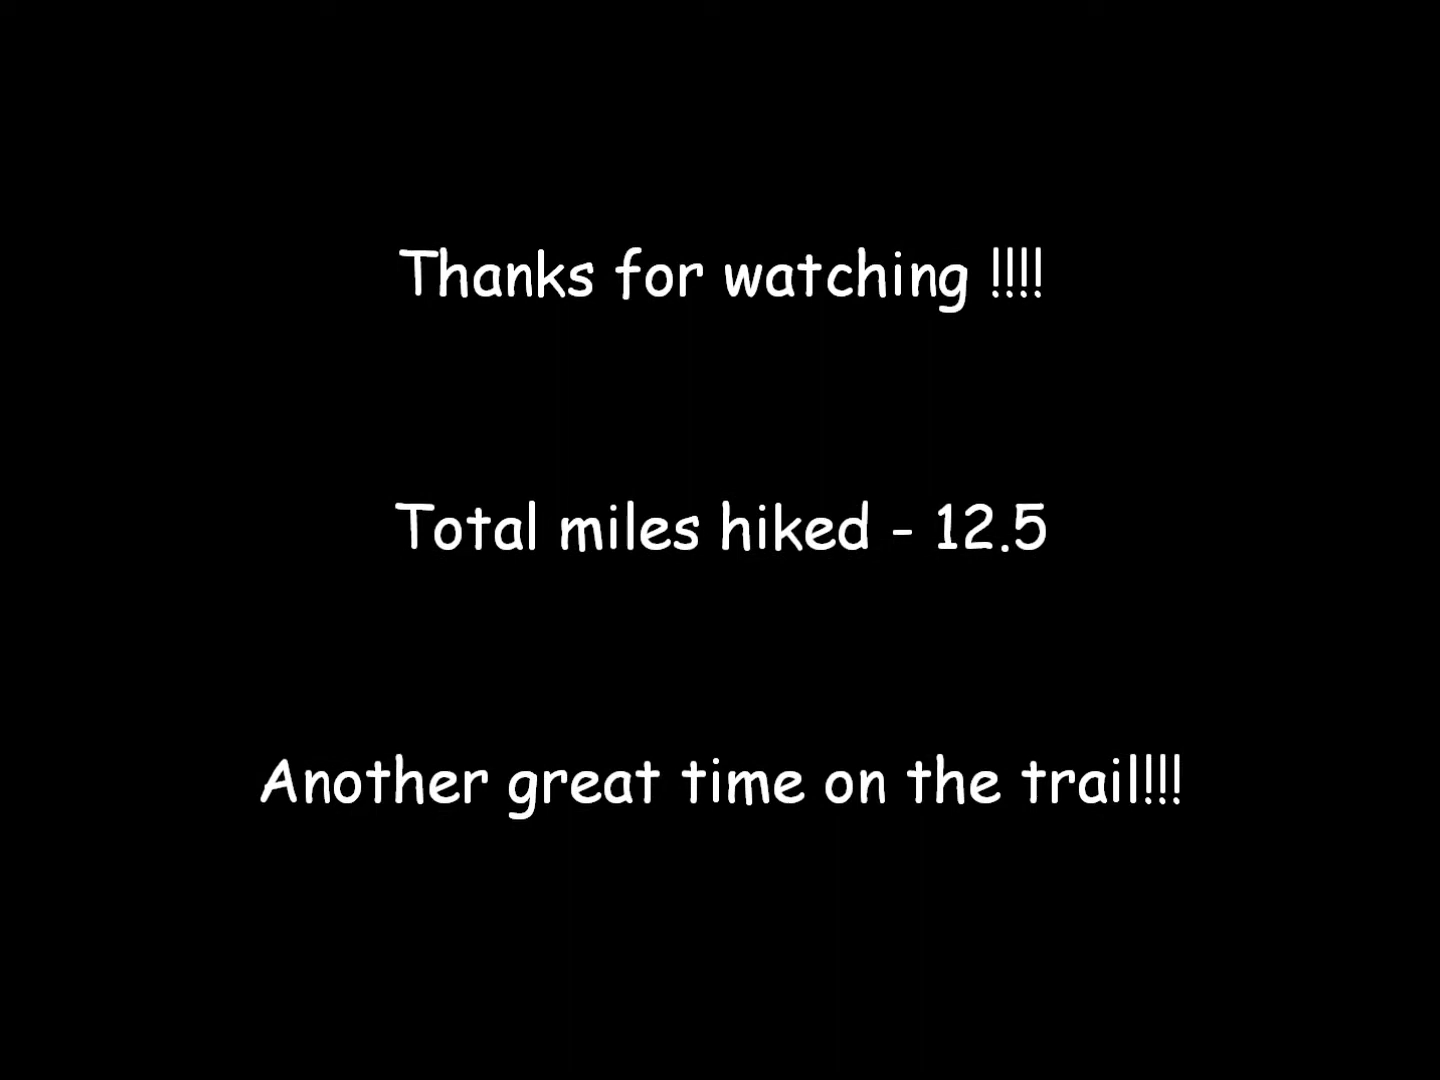 Thanks for watching !!!!
Total miles hiked - 12.5
Another great time on the trail!!!